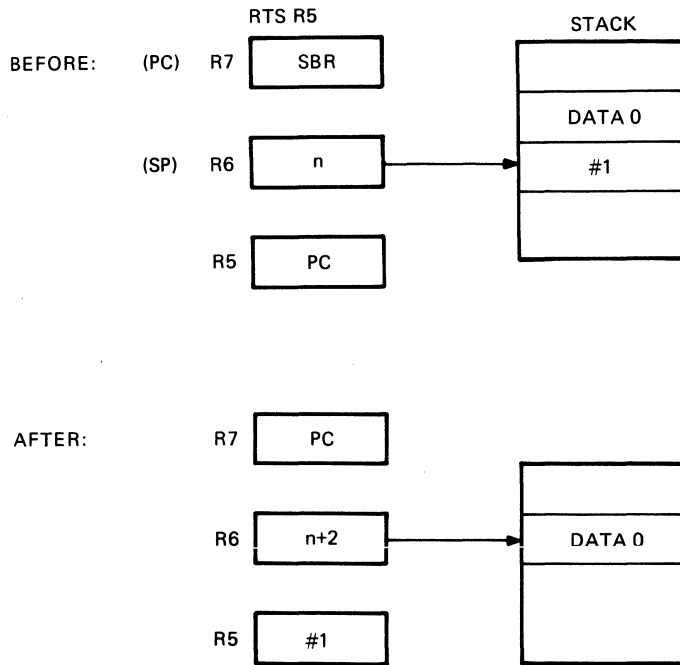 RTS R5
STACK
BEFORE: (PC) R7 SBR
DATA 0
(SP) R6 n #1
R5 PC
AFTER: R7 PC
R6 n+2 DATA 0
R5 #1